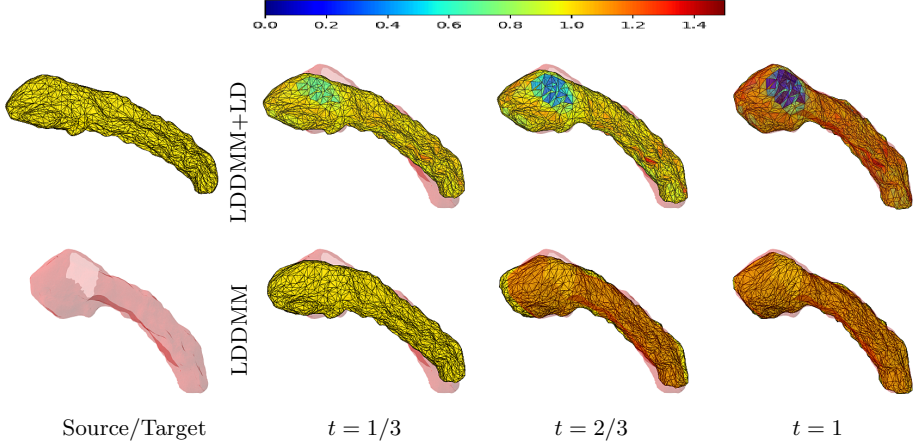 0.0 0.2 0.4 0.6 0.8 1.0 1.2 1.4
LDDMM+LD
LDDMM
Source/Target t = 1/3 t = 2/3 t = 1